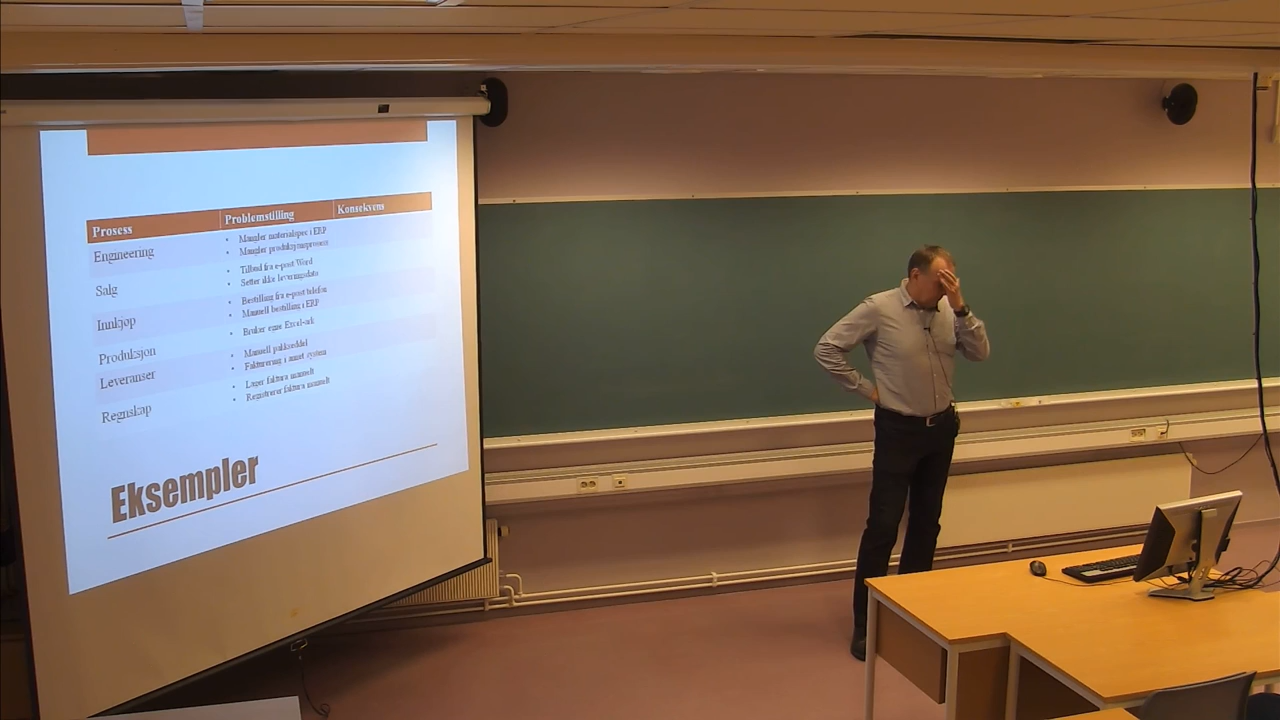 Prosess Problemstilling Konsekvens
Engineering
• Mangler materialspec i ERP
• Mangler produksjonsprosess
Salg
• Tilbud fra e-post/Word
• Setter ikke leveringsdato
Innkjøp
• Bestilling fra e-post/telefon
• Manuell bestilling i ERP
Produksjon
• Bruker egne Excel-ark
Leveranser
• Manuell pakkseddel
• Fakturering i annet system
Regnskap
• Lager faktura manuelt
• Registrerer faktura manuelt
Eksempler